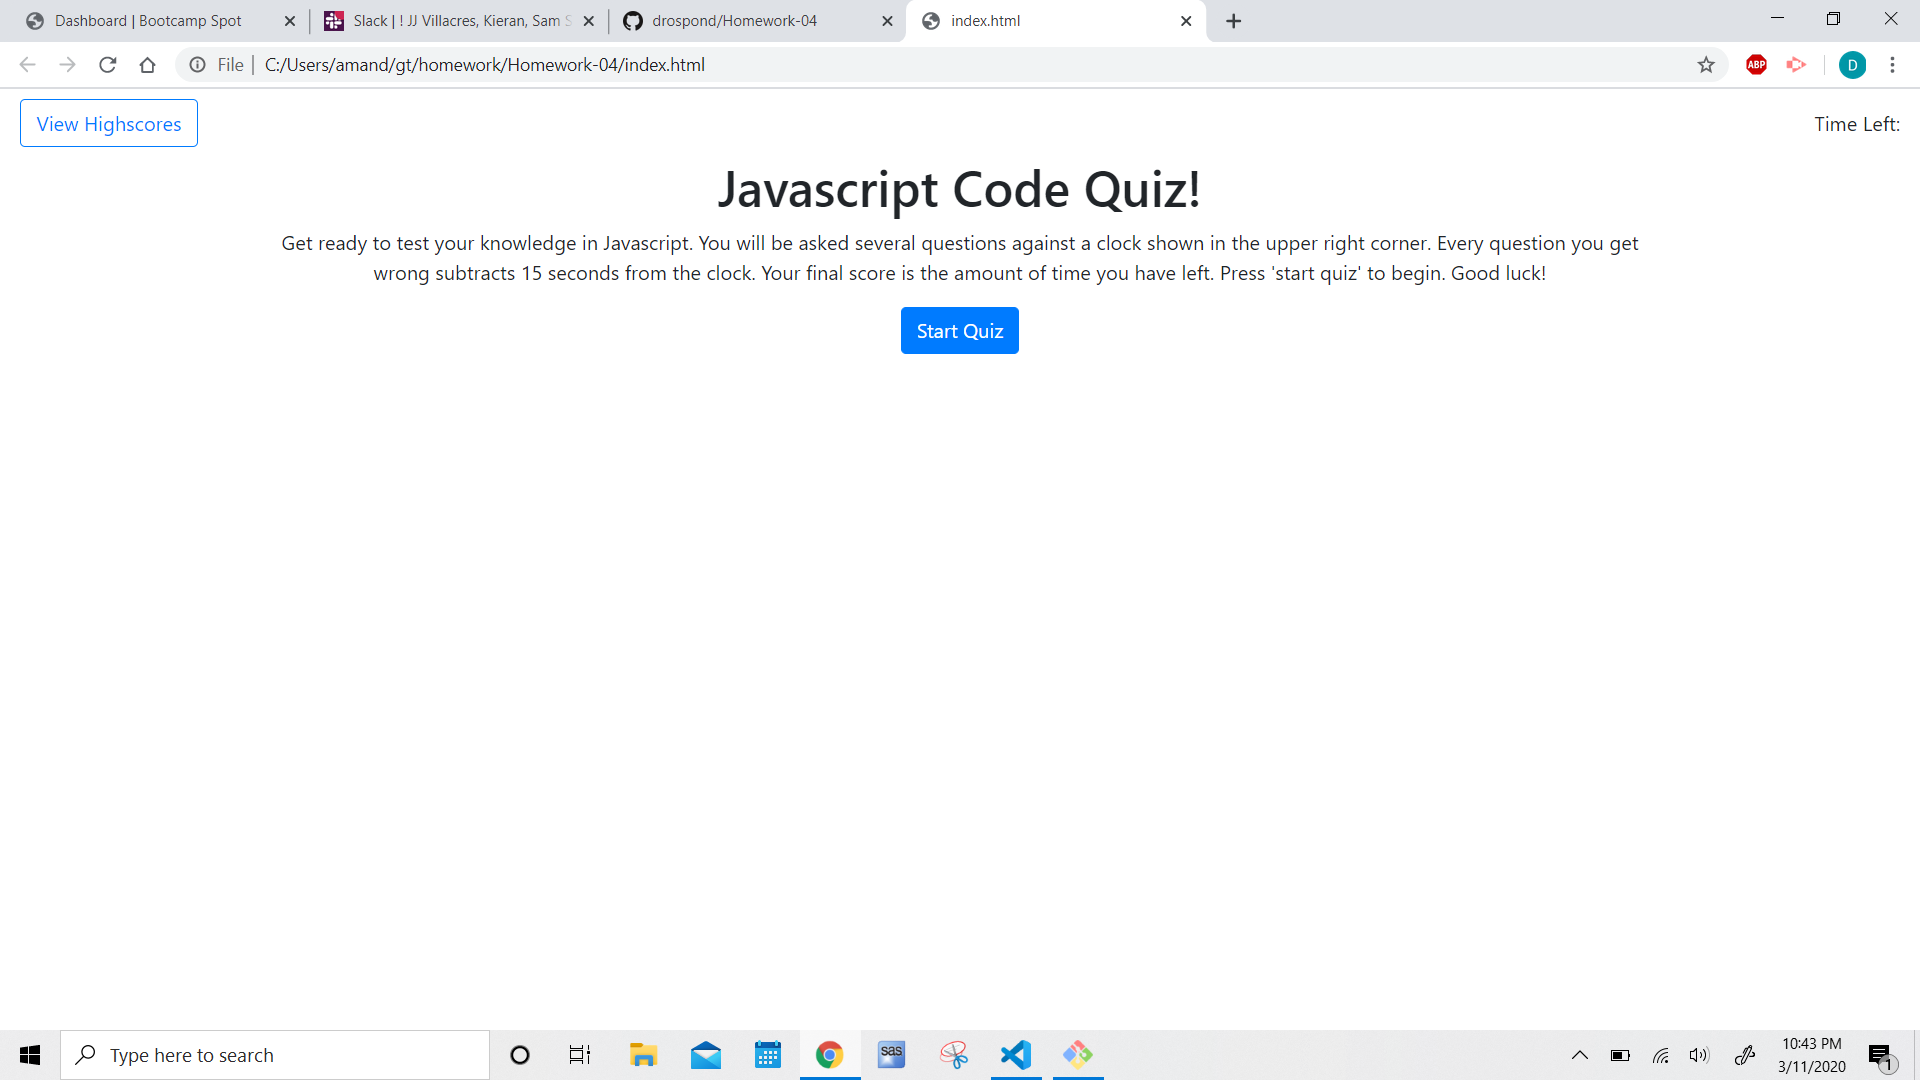 Dashboard | Bootcamp Spot
Slack | ! JJ Villacres, Kieran, Sam S
drospond/Homework-04
index.html
File | C:/Users/amand/gt/homework/Homework-04/index.html
ABP
D
View Highscores
Time Left:
Javascript Code Quiz!
Get ready to test your knowledge in Javascript. You will be asked several questions against a clock shown in the upper right corner. Every question you get
wrong subtracts 15 seconds from the clock. Your final score is the amount of time you have left. Press 'start quiz' to begin. Good luck!
Start Quiz
Type here to search
sas
10:43 PM
3/11/2020
1